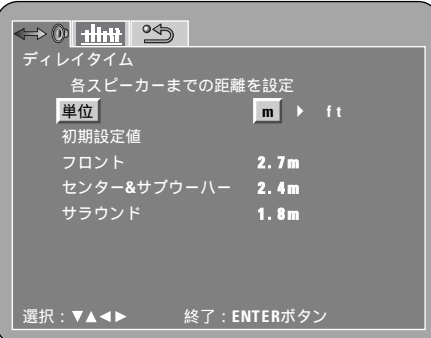 ディレイタイム
各スピーカーまでの距離を設定
単位 m ft
初期設定値
フロント 2.7m
センター&サブウーハー 2.4m
サラウンド 1.8m
選択:▼▲◀▶ 終了:ENTERボタン